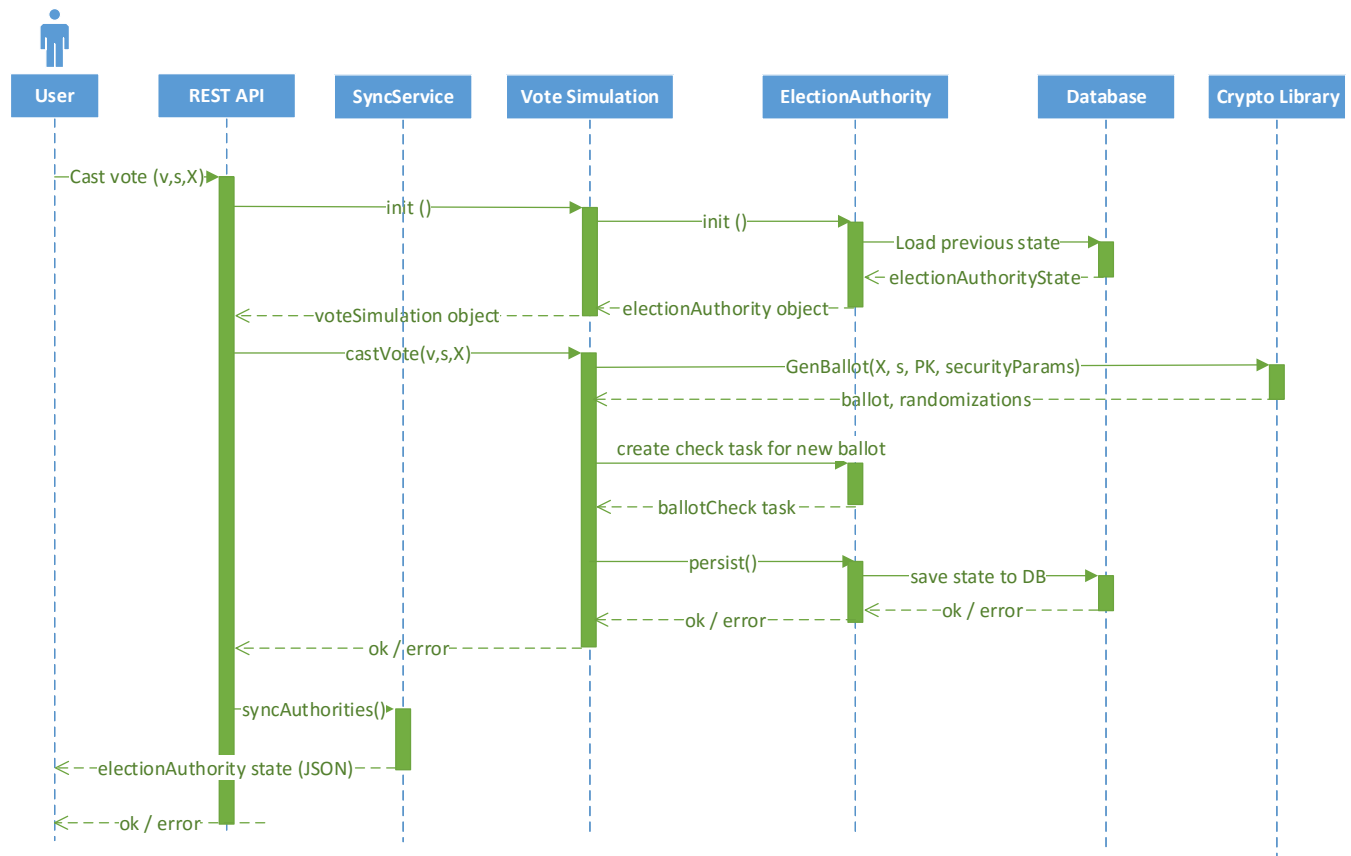 User
REST API
SyncService
Vote Simulation
ElectionAuthority
Database
Crypto Library
Cast vote (v,s,X)
init ()
init ()
Load previous state
electionAuthorityState
electionAuthority object
voteSimulation object
castVote(v,s,X)
GenBallot(X, s, PK, securityParams)
ballot, randomizations
create check task for new ballot
ballotCheck task
persist()
save state to DB
ok / error
ok / error
ok / error
syncAuthorities()
electionAuthority state (JSON)
ok / error